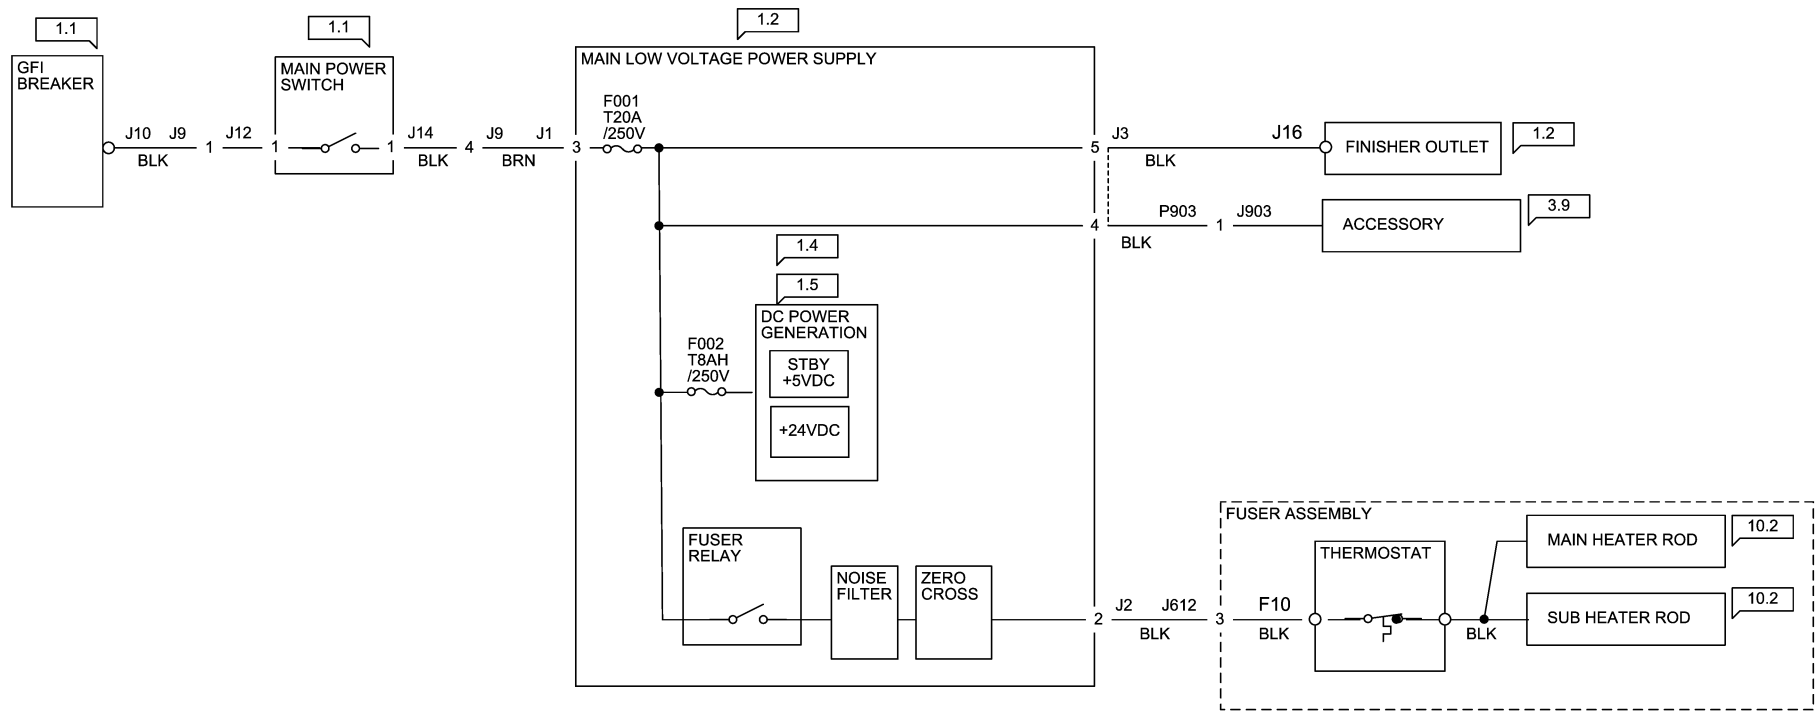 1.1
GFI
BREAKER
J10
J9
BLK
1
J12
1.1
MAIN POWER
SWITCH
1
1
J14
BLK
4
J9
J1
BRN
1.2
MAIN LOW VOLTAGE POWER SUPPLY
3
F001
T20A
/250V
5
J3
BLK
J16
FINISHER OUTLET
1.2
4
BLK
P903
1
J903
ACCESSORY
3.9
1.4
1.5
DC POWER
GENERATION
STBY
+5VDC
+24VDC
F002
T8AH
/250V
FUSER
RELAY
NOISE
FILTER
ZERO
CROSS
2
J2
J612
BLK
3
FUSER ASSEMBLY
F10
BLK
THERMOSTAT
BLK
MAIN HEATER ROD
10.2
SUB HEATER ROD
10.2